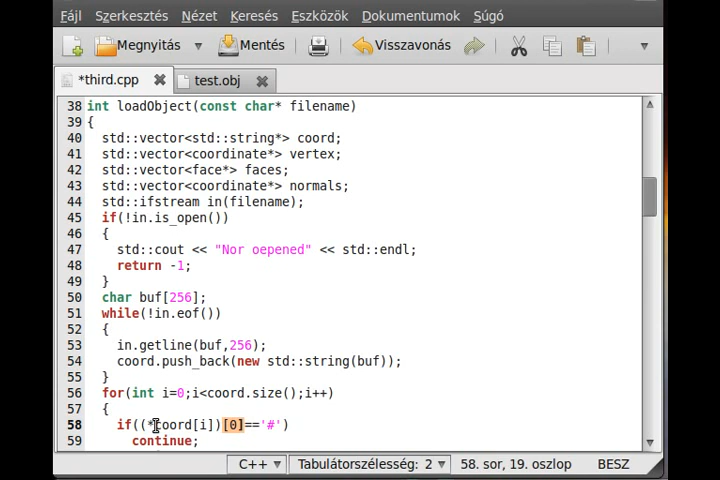 Fájl Szerkesztés Nézet Keresés Eszközök Dokumentumok Súgó
Megnyitás Mentés Visszavonás
*third.cpp test.obj
38 int loadObject(const char* filename)
39 {
40 std::vector<std::string*> coord;
41 std::vector<coordinate*> vertex;
42 std::vector<face*> faces;
43 std::vector<coordinate*> normals;
44 std::ifstream in(filename);
45 if(!in.is_open())
46 {
47 std::cout << "Nor oepened" << std::endl;
48 return -1;
49 }
50 char buf[256];
51 while(!in.eof())
52 {
53 in.getline(buf,256);
54 coord.push_back(new std::string(buf));
55 }
56 for(int i=0;i<coord.size();i++)
57 {
58 if((*coord[i])[0]=='#')
59 continue;
C++ Tabulátorszélesség: 2 58. sor, 19. oszlop BESZ